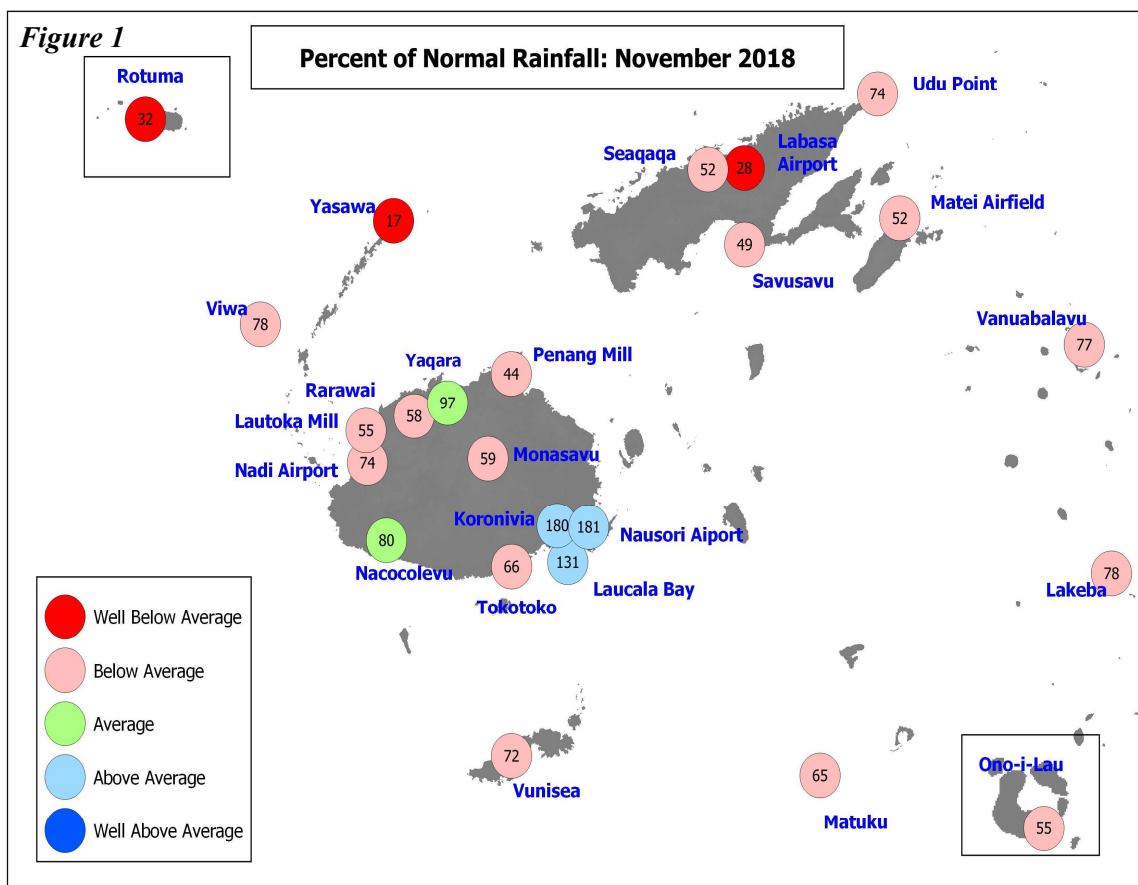 Figure 1
Percent of Normal Rainfall: November 2018
Rotuma
32
Udu Point
74
Seaqaqa
52
Labasa
Airport
28
Matei Airfield
52
Yasawa
17
49
Savusavu
Viwa
78
Vanuabalavu
77
Penang Mill
44
Yaqara
97
Rarawai
58
Lautoka Mill
55
Nadi Airport
74
Monasavu
59
Koronivia
180
181
Nausori Aiport
131
Laucala Bay
80
Nacocolevu
66
Tokotoko
78
Lakeba
72
Vunisea
65
Matuku
Ono-i-Lau
55
Well Below Average
Below Average
Average
Above Average
Well Above Average